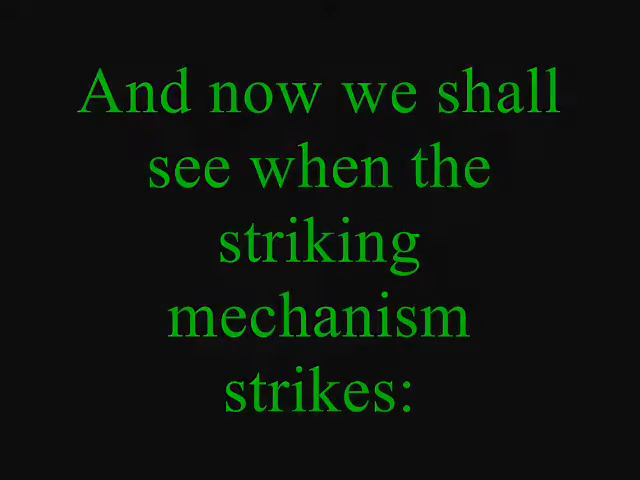 And now we shall
see when the
striking
mechanism
strikes: